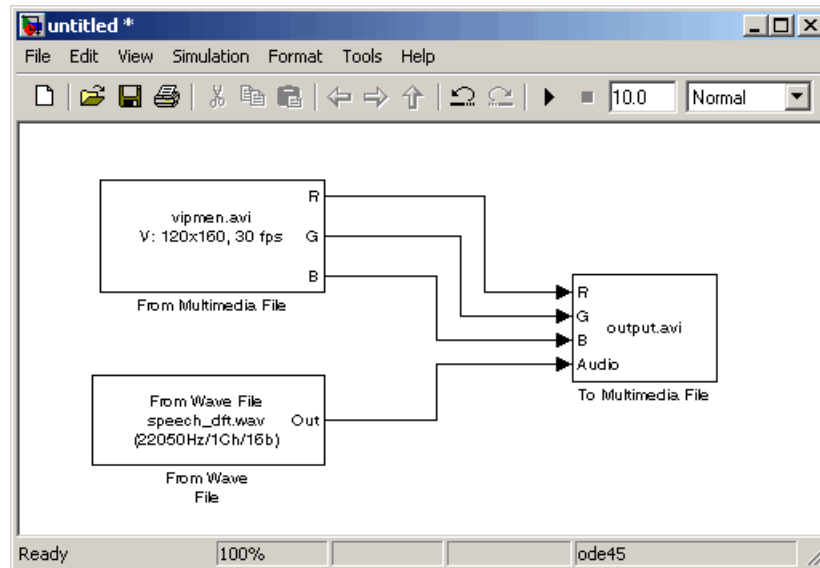 untitled *
File Edit View Simulation Format Tools Help
10.0 Normal
R
vipmen.avi
V: 120x160, 30 fps G
B
From Multimedia File
R
G
output.avi
B
Audio
To Multimedia File
From Wave File
speech_dft.wav Out
(22050Hz/1Ch/16b)
From Wave
File
Ready 100% ode45